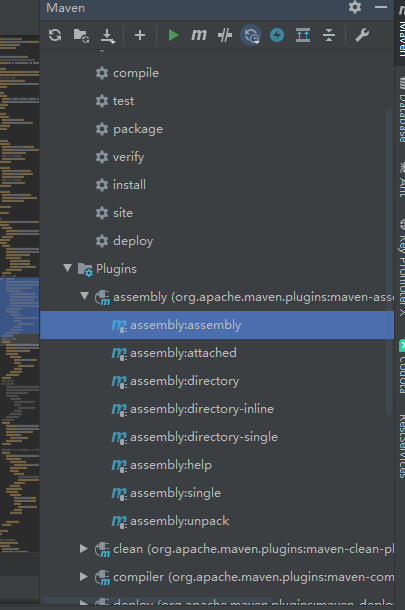 Maven
compile
test
package
verify
install
site
deploy
Plugins
assembly (org.apache.maven.plugins:maven-asse
assembly:assembly
assembly:attached
assembly:directory
assembly:directory-inline
assembly:directory-single
assembly:help
assembly:single
assembly:unpack
clean (org.apache.maven.plugins:maven-clean-pl
compiler (org.apache.maven.plugins:maven-com
deploy (org.apache.maven.plugins:maven-deploy
Maven
Database
Ant
Key Promoter X
Codota
RestServices